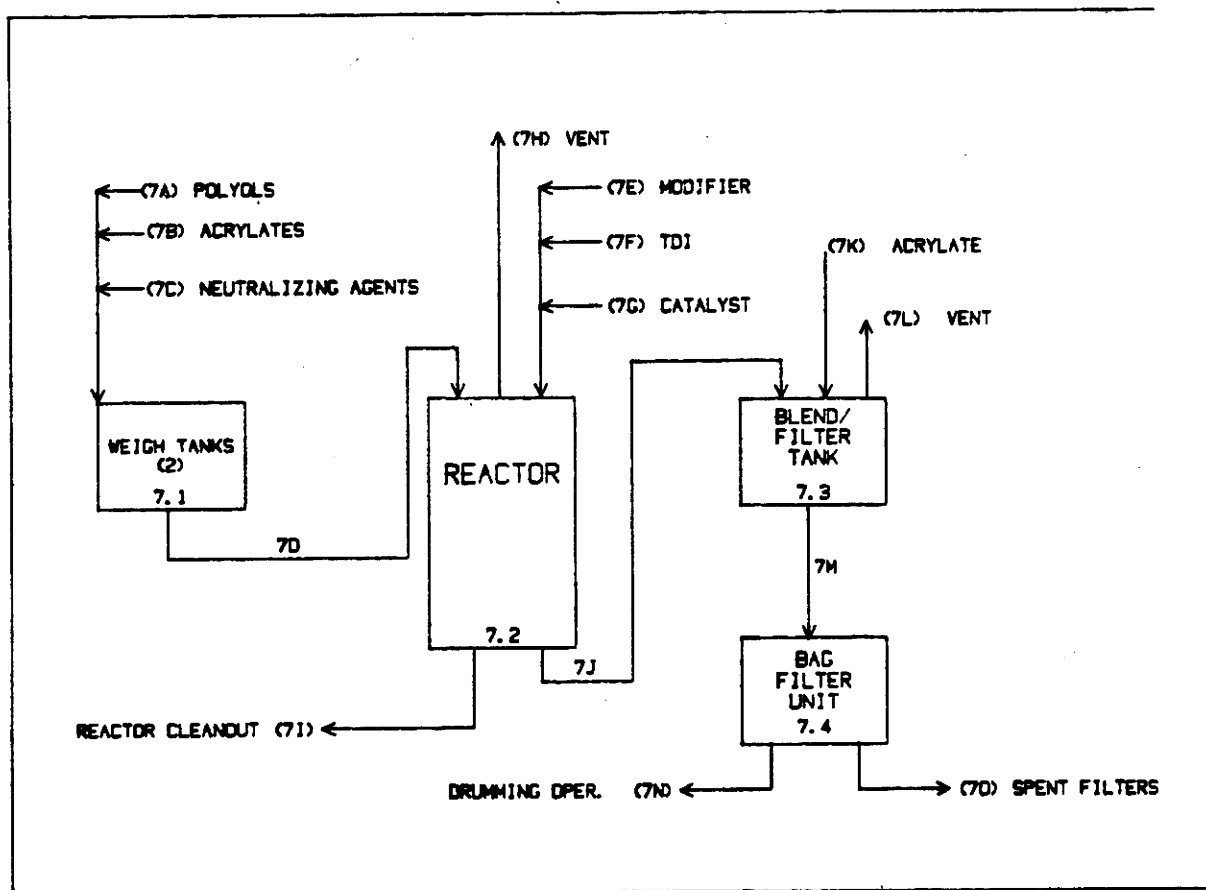 (7H) VENT
(7A) POLYOLS
(7E) MODIFIER
(7B) ACRYLATES
(7F) TDI
(7K) ACRYLATE
(7C) NEUTRALIZING AGENTS
(7G) CATALYST
(7L) VENT
WEIGH TANKS
(2)
7.1
7D
REACTOR
7.2
BLEND/
FILTER
TANK
7.3
7M
7J
BAG
FILTER
UNIT
7.4
REACTOR CLEANOUT (7I)
DRUMMING OPER. (7N)
(7O) SPENT FILTERS